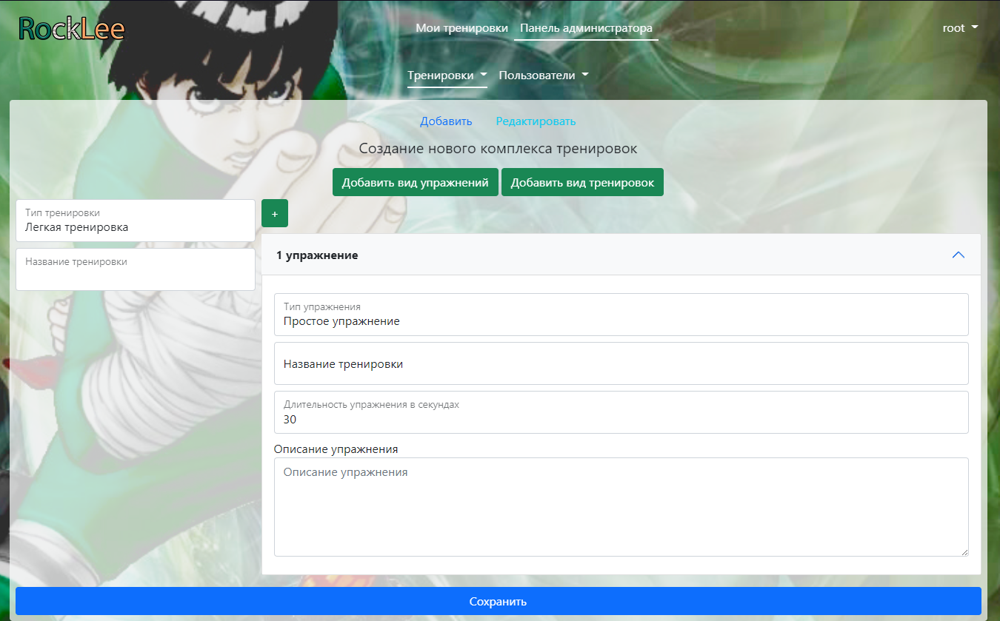 RockLee
Мои тренировки Панель администратора
root
Тренировки Пользователи
Добавить Редактировать
Создание нового комплекса тренировок
Добавить вид упражнений Добавить вид тренировок
Тип тренировки
Легкая тренировка
Название тренировки
+
1 упражнение
Тип упражнения
Простое упражнение
Название тренировки
Длительность упражнения в секундах
30
Описание упражнения
Описание упражнения
Сохранить